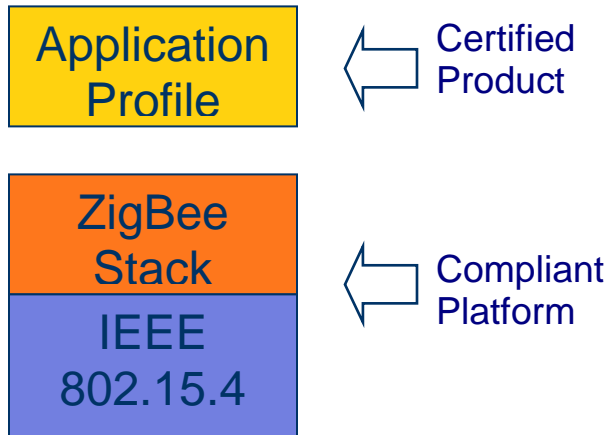 Application
Profile
Certified
Product
ZigBee
Stack
Compliant
Platform
IEEE
802.15.4